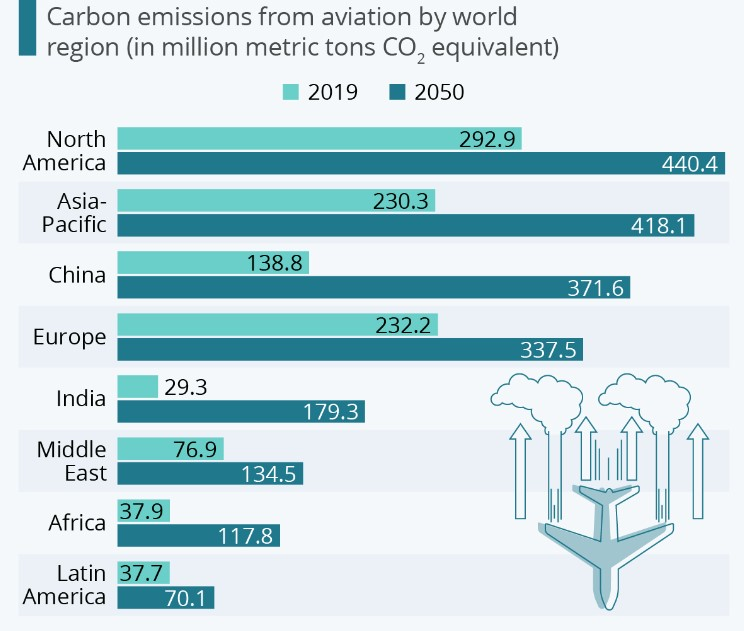 Carbon emissions from aviation by world
region (in million metric tons CO₂ equivalent)
2019 2050
North
America
292.9
440.4
Asia-
Pacific
230.3
418.1
China
138.8
371.6
Europe
232.2
337.5
India
29.3
179.3
Middle
East
76.9
134.5
Africa
37.9
117.8
Latin
America
37.7
70.1